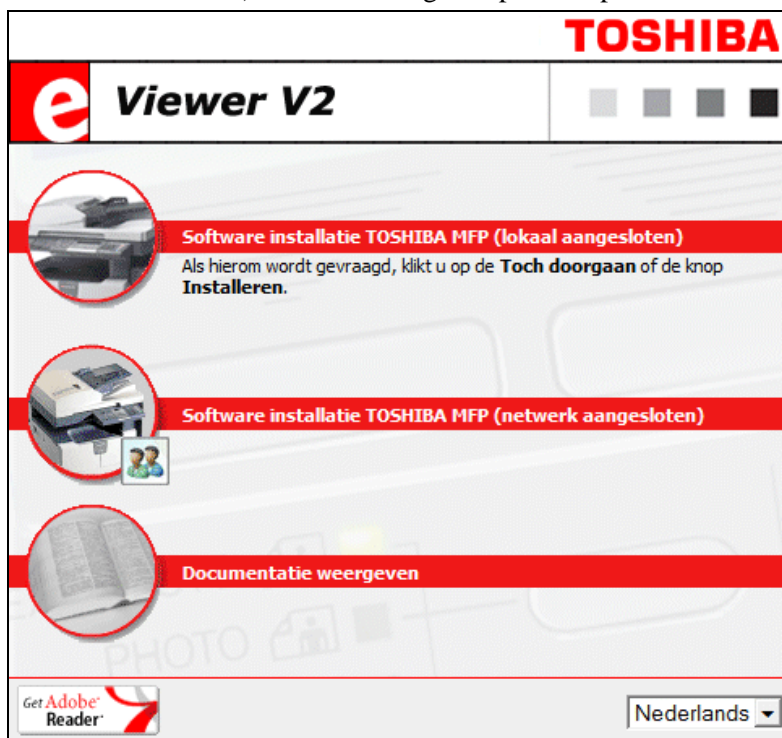 TOSHIBA
e Viewer V2
Software installatie TOSHIBA MFP (lokaal aangesloten)
Als hierom wordt gevraagd, klikt u op de Toch doorgaan of de knop
Installeren.
Software installatie TOSHIBA MFP (netwerk aangesloten)
Documentatie weergeven
PHOTO
Get Adobe®
Reader®
Nederlands